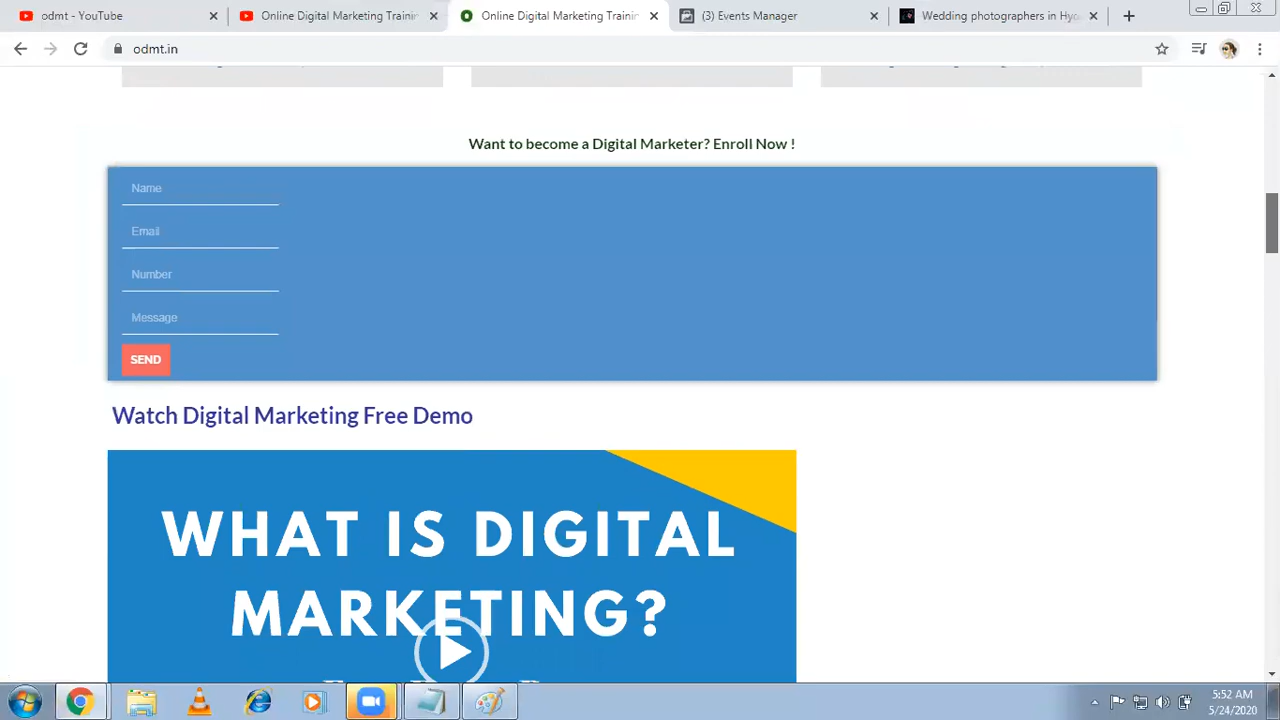 odmt - YouTube
Online Digital Marketing Trainin
Online Digital Marketing Trainin
(3) Events Manager
Wedding photographers in Hyd
odmt.in
Want to become a Digital Marketer? Enroll Now !
Name
Email
Number
Message
SEND
Watch Digital Marketing Free Demo
WHAT IS DIGITAL
MARKETING?
5:52 AM
5/24/2020